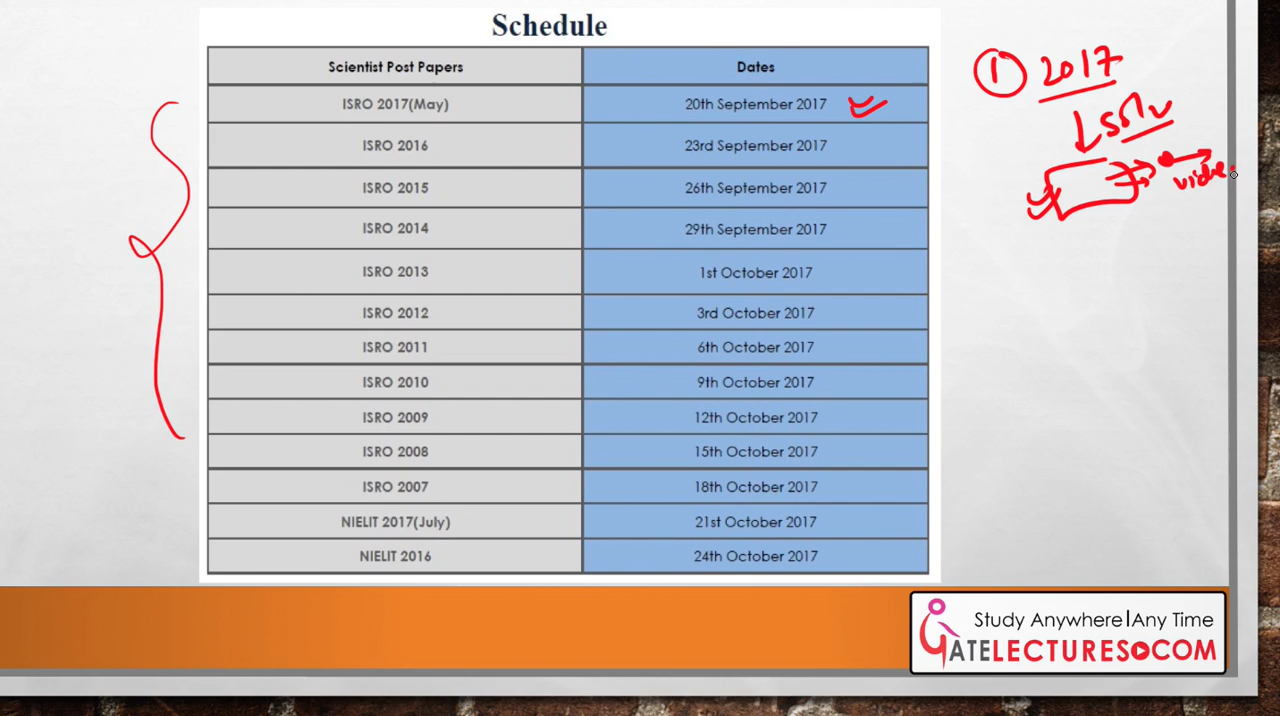 Schedule
Scientist Post Papers Dates
ISRO 2017(May) 20th September 2017
ISRO 2016 23rd September 2017
ISRO 2015 26th September 2017
ISRO 2014 29th September 2017
ISRO 2013 1st October 2017
ISRO 2012 3rd October 2017
ISRO 2011 6th October 2017
ISRO 2010 9th October 2017
ISRO 2009 12th October 2017
ISRO 2008 15th October 2017
ISRO 2007 18th October 2017
NIELIT 2017(July) 21st October 2017
NIELIT 2016 24th October 2017
① 2017
Study Anywhere|Any Time
GATELECTURES.COM